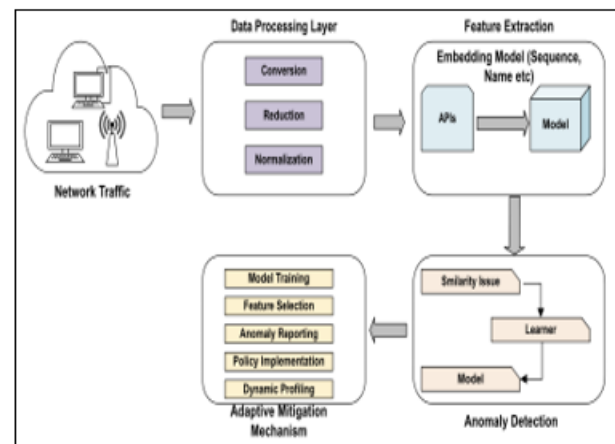 Data Processing Layer
Feature Extraction
Conversion
Reduction
Normalization
Embedding Model (Sequence,
Name etc)
APIs
Model
Network Traffic
Model Training
Feature Selection
Anomaly Reporting
Policy Implementation
Dynamic Profiling
Adaptive Mitigation
Mechanism
Smilarity Issue
Learner
Model
Anomaly Detection